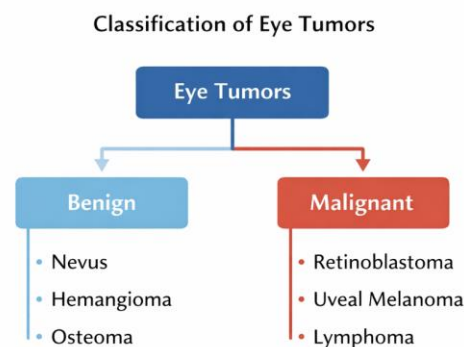 Classification of Eye Tumors
Eye Tumors
Benign
• Nevus
• Hemangioma
• Osteoma
Malignant
• Retinoblastoma
• Uveal Melanoma
• Lymphoma